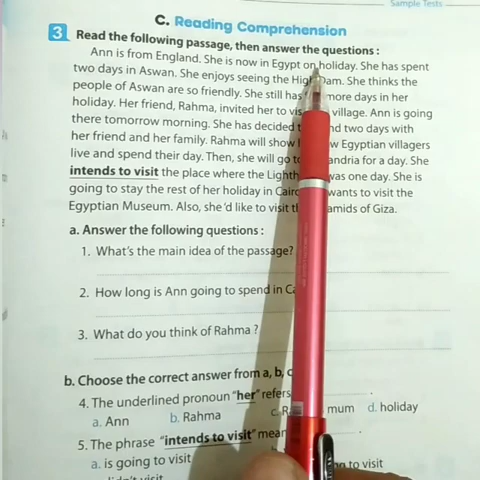 Sample Tests
C. Reading Comprehension
3 Read the following passage, then answer the questions :
Ann is from England. She is now in Egypt on holiday. She has spent
two days in Aswan. She enjoys seeing the High Dam. She thinks the
people of Aswan are so friendly. She still has more days in her
holiday. Her friend, Rahma, invited her to village. Ann is going
there tomorrow morning. She has decided two days with
her friend and her family. Rahma will show Egyptian villagers
live and spend their day. Then, she will go to for a day. She
intends to visit the place where the was one day. She is
going to stay the rest of her holiday in wants to visit the
Egyptian Museum. Also, she'd like to visit of Giza.
a. Answer the following questions :
1. What's the main idea of the passage?
2. How long is Ann going to spend in
3. What do you think of Rahma ?
b. Choose the correct answer from a, b,
4. The underlined pronoun "her" refers
a. Ann b. Rahma c. mum d. holiday
5. The phrase "intends to visit"
a. is going to visit to visit
visit